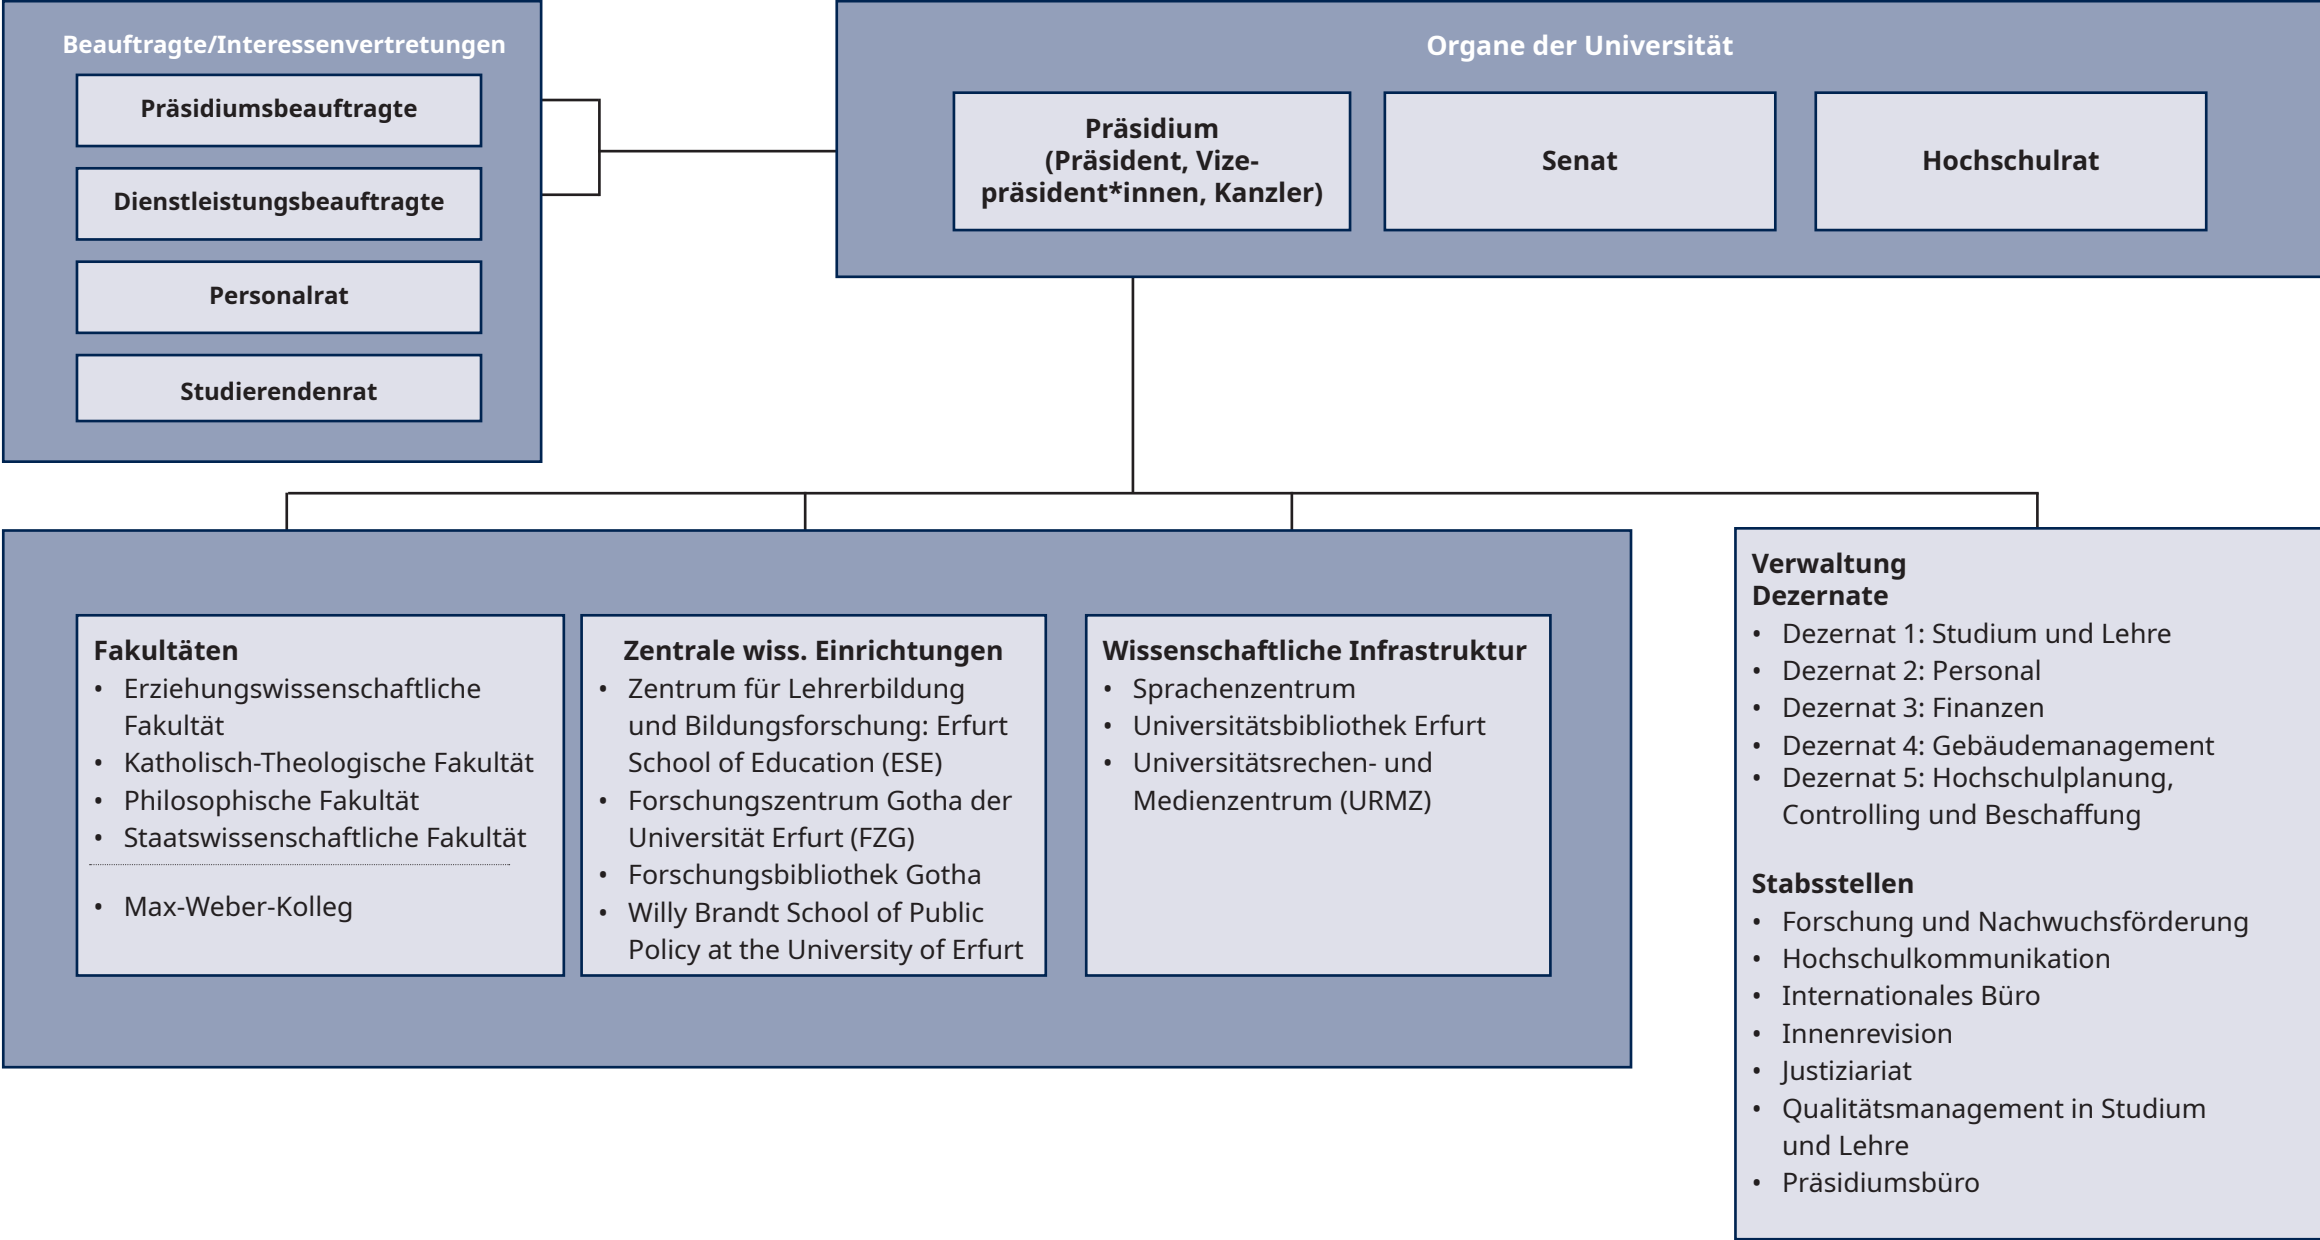 Beauftragte/Interessenvertretungen
Präsidiumsbeauftragte
Dienstleistungsbeauftragte
Personalrat
Studierendenrat
Organe der Universität
Präsidium
(Präsident, Vize-
präsident*innen, Kanzler)
Senat
Hochschulrat
Fakultäten
• Erziehungswissenschaftliche
Fakultät
• Katholisch-Theologische Fakultät
• Philosophische Fakultät
• Staatswissenschaftliche Fakultät
• Max-Weber-Kolleg
Zentrale wiss. Einrichtungen
• Zentrum für Lehrerbildung
und Bildungsforschung: Erfurt
School of Education (ESE)
• Forschungszentrum Gotha der
Universität Erfurt (FZG)
• Forschungsbibliothek Gotha
• Willy Brandt School of Public
Policy at the University of Erfurt
Wissenschaftliche Infrastruktur
• Sprachenzentrum
• Universitätsbibliothek Erfurt
• Universitätsrechen- und
Medienzentrum (URMZ)
Verwaltung
Dezernate
• Dezernat 1: Studium und Lehre
• Dezernat 2: Personal
• Dezernat 3: Finanzen
• Dezernat 4: Gebäudemanagement
• Dezernat 5: Hochschulplanung,
Controlling und Beschaffung
Stabsstellen
• Forschung und Nachwuchsförderung
• Hochschulkommunikation
• Internationales Büro
• Innenrevision
• Justiziariat
• Qualitätsmanagement in Studium
und Lehre
• Präsidiumsbüro